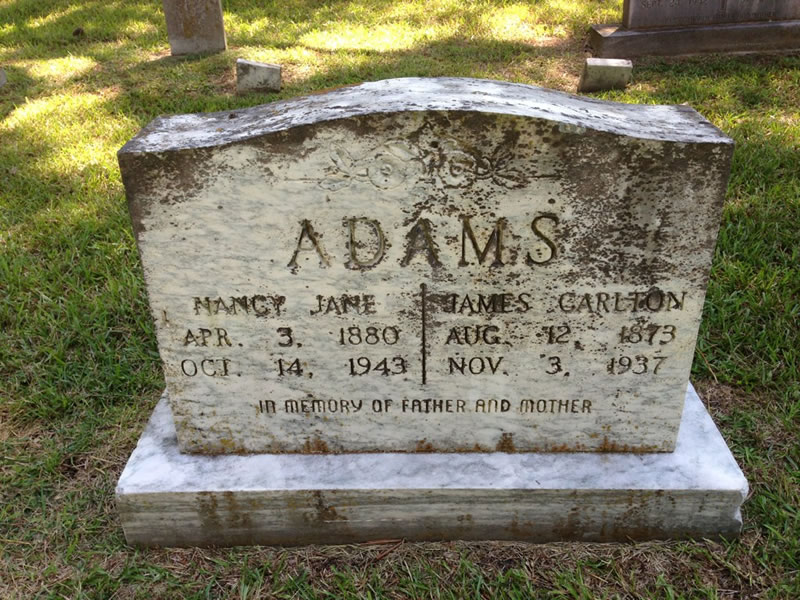 ADAMS
NANCY JANE
APR. 3, 1880
OCT. 14, 1943
JAMES CARLTON
AUG. 12, 1873
NOV. 3, 1937
IN MEMORY OF FATHER AND MOTHER